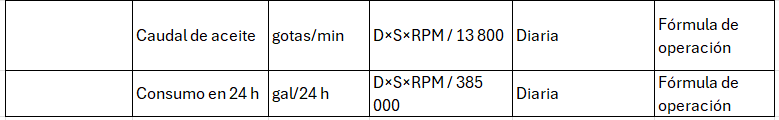 Caudal de aceite gotas/min D×S×RPM / 13 800 Diaria Fórmula de operación
Consumo en 24 h gal/24 h D×S×RPM / 385 000 Diaria Fórmula de operación